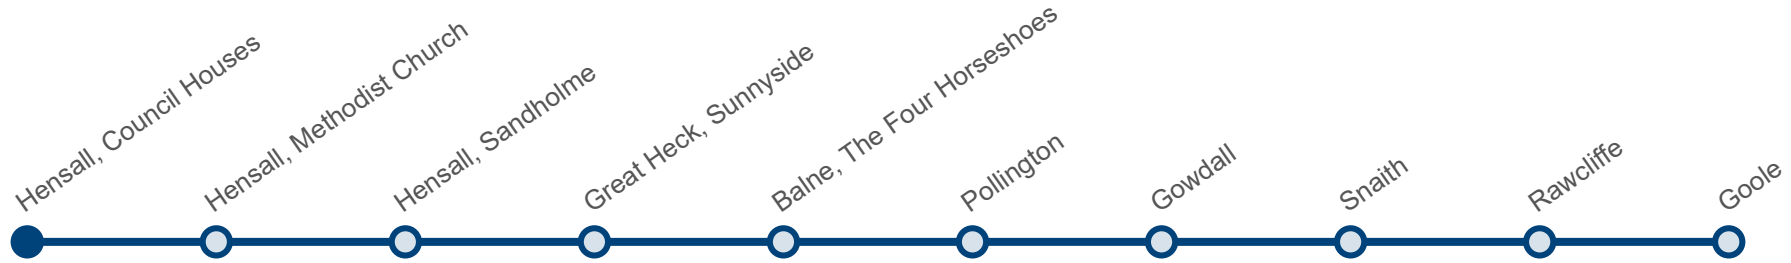 Hensall, Council Houses
Hensall, Methodist Church
Hensall, Sandholme
Great Heck, Sunnyside
Balne, The Four Horseshoes
Pollington
Gowdall
Snaith
Rawcliffe
Goole